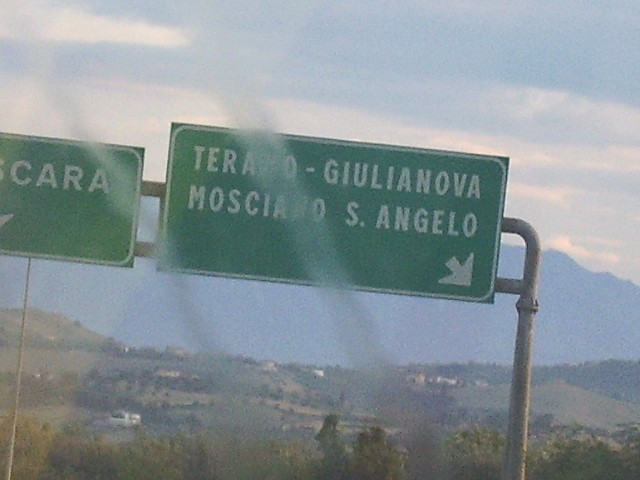 SCARA
TERAMO - GIULIANOVA
MOSCIANO S. ANGELO